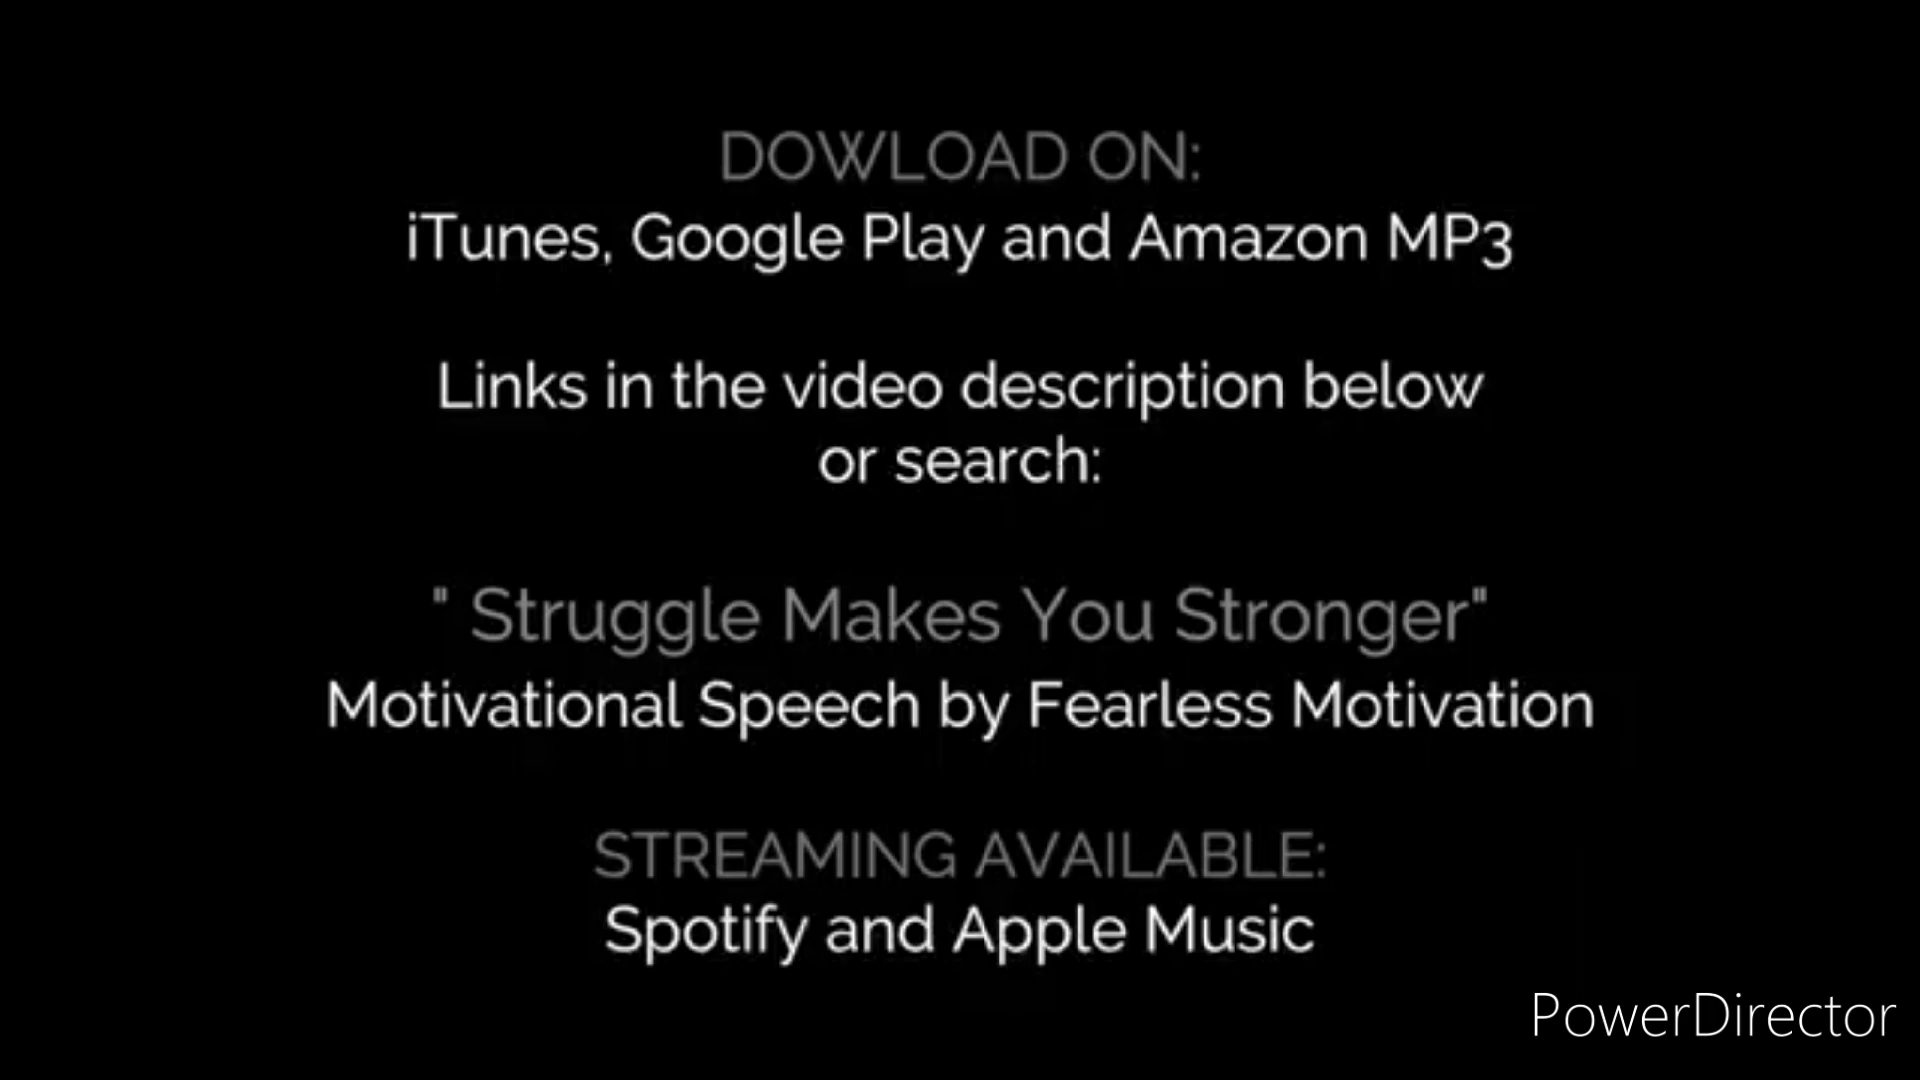 DOWLOAD ON:
iTunes, Google Play and Amazon MP3
Links in the video description below
or search:
" Struggle Makes You Stronger"
Motivational Speech by Fearless Motivation
STREAMING AVAILABLE:
Spotify and Apple Music
PowerDirector